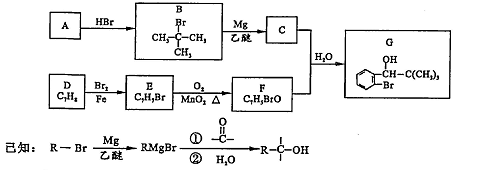 A
HBr
B
Br
CH₃-C-CH₃
CH₃
Mg
乙醚
C
H₂O
G
OH
CH-C(CH₃)₃
Br
D
C₇H₈
Br₂
Fe
E
C₇H₇Br
O₂
MnO₂ △
F
C₇H₅BrO
已知: R-Br Mg 乙醚 RMgBr ① -C- O ② H₂O R-C-OH